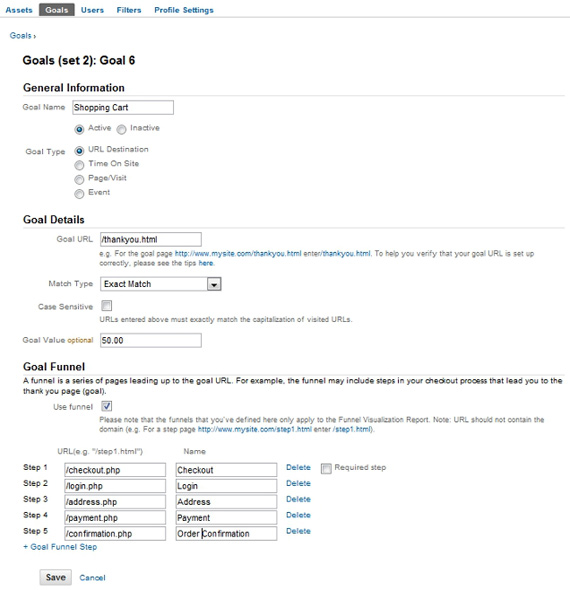 Assets Goals Users Filters Profile Settings
Goals ›
Goals (set 2): Goal 6
General Information
Goal Name Shopping Cart
Active Inactive
Goal Type URL Destination
Time On Site
Page/Visit
Event
Goal Details
Goal URL /thankyou.html
e.g. For the goal page http://www.mysite.com/thankyou.html enter/thankyou.html. To help you verify that your goal URL is set up
correctly, please see the tips here.
Match Type Exact Match
Case Sensitive
URLs entered above must exactly match the capitalization of visited URLs.
Goal Value optional 50.00
Goal Funnel
A funnel is a series of pages leading up to the goal URL. For example, the funnel may include steps in your checkout process that lead you to the
thank you page (goal).
Use funnel
Please note that the funnels that you've defined here only apply to the Funnel Visualization Report. Note: URL should not contain the
domain (e.g. For a step page http://www.mysite.com/step1.html enter /step1.html).
URL(e.g. "/step1.html") Name
Step 1 /checkout.php Checkout Delete Required step
Step 2 /login.php Login Delete
Step 3 /address.php Address Delete
Step 4 /payment.php Payment Delete
Step 5 /confirmation.php Order Confirmation Delete
+ Goal Funnel Step
Save Cancel